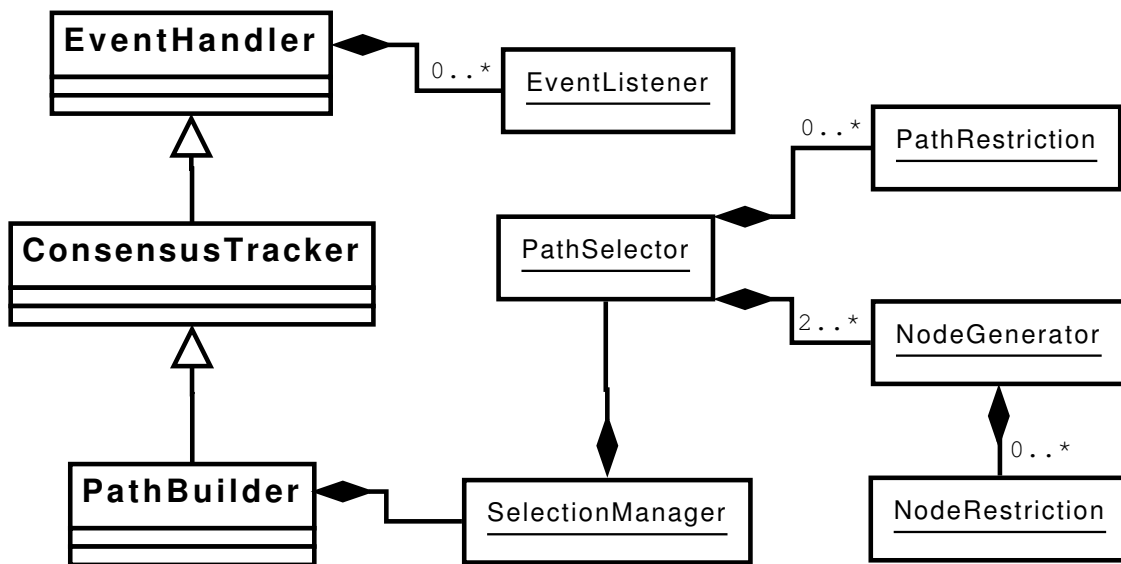 EventHandler
0..*
EventListener
0..*
PathRestriction
ConsensusTracker
PathSelector
2..*
NodeGenerator
0..*
PathBuilder
SelectionManager
NodeRestriction